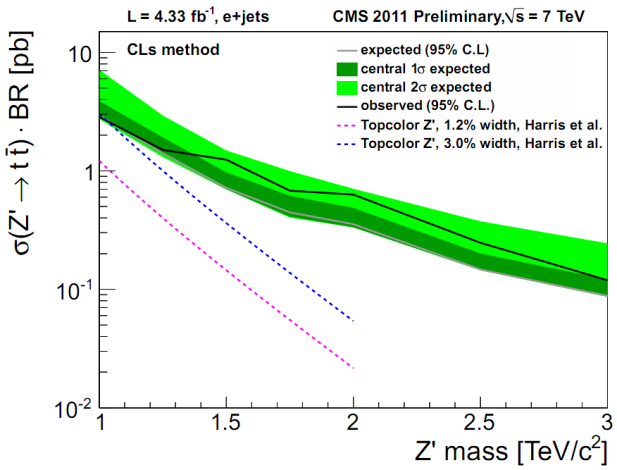 L = 4.33 fb⁻¹, e+jets CMS 2011 Preliminary,√s = 7 TeV
CLs method
expected (95% C.L)
central 1σ expected
central 2σ expected
observed (95% C.L.)
Topcolor Z', 1.2% width, Harris et al.
Topcolor Z', 3.0% width, Harris et al.
σ(Z' → t t̄) · BR [pb]
10
1
10⁻¹
10⁻²
1 1.5 2 2.5 3
Z' mass [TeV/c²]